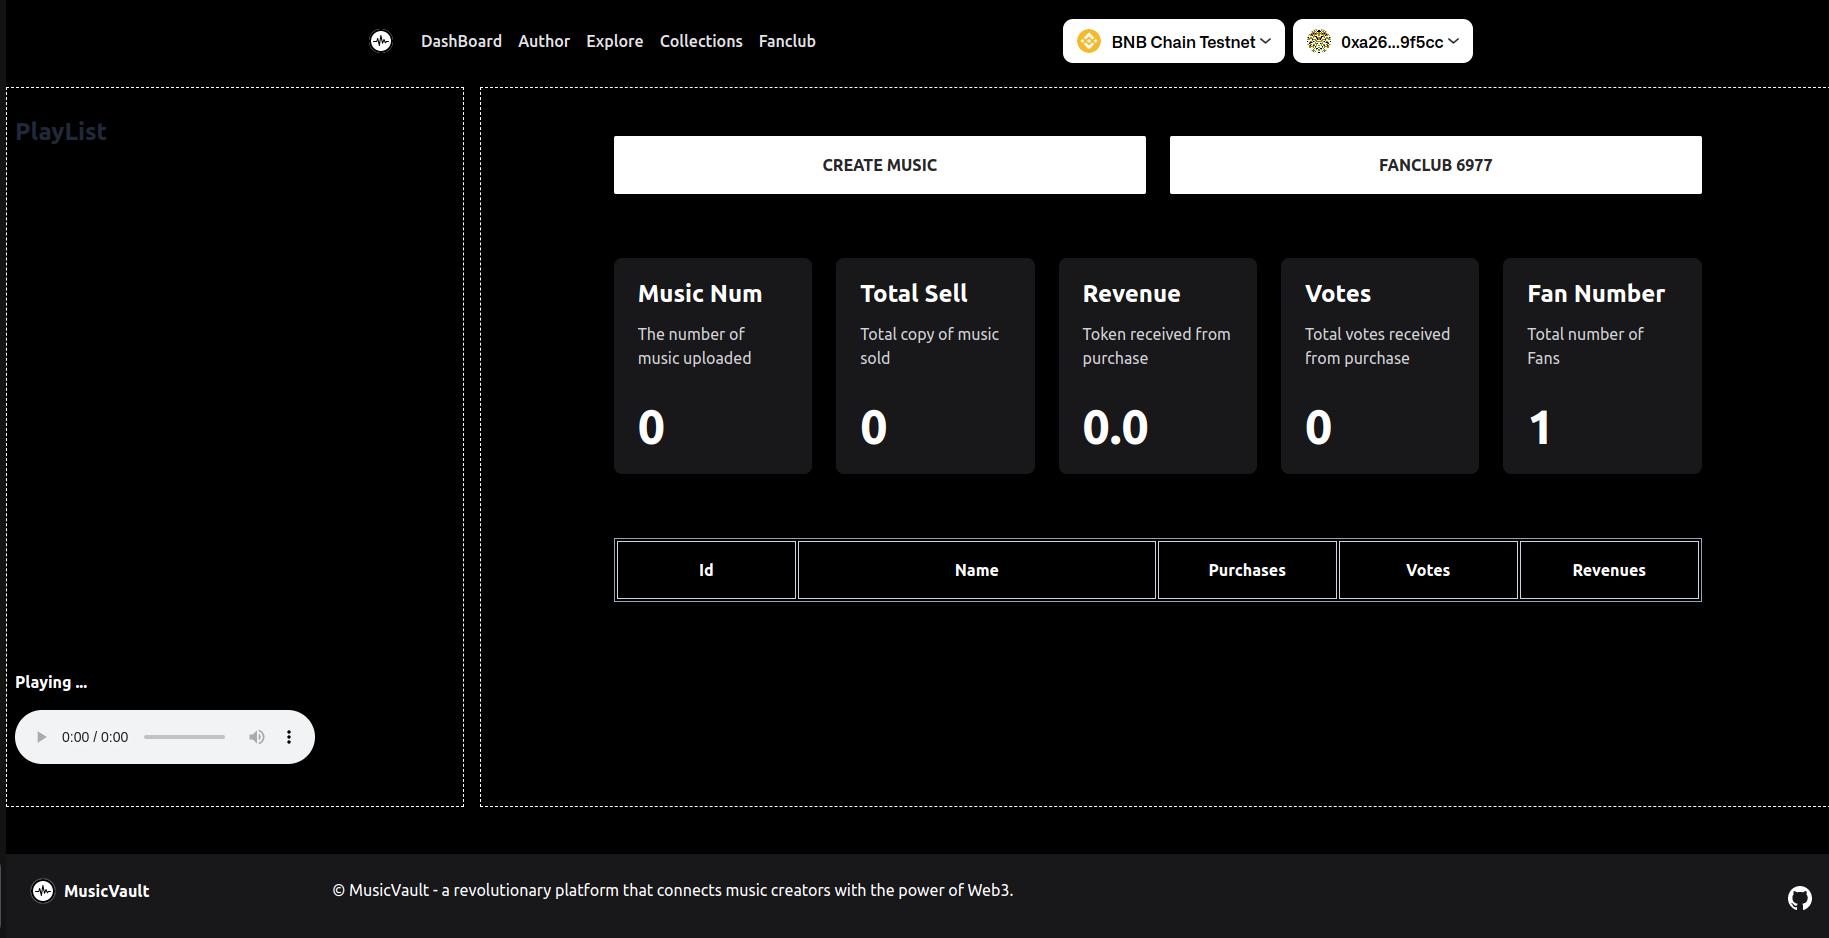 DashBoard Author Explore Collections Fanclub BNB Chain Testnet 0xa26...9f5cc
PlayList
CREATE MUSIC FANCLUB 6977
Music Num
The number of
music uploaded
0
Total Sell
Total copy of music
sold
0
Revenue
Token received from
purchase
0.0
Votes
Total votes received
from purchase
0
Fan Number
Total number of
Fans
1
Id Name Purchases Votes Revenues
Playing ...
0:00 / 0:00
MusicVault © MusicVault - a revolutionary platform that connects music creators with the power of Web3.